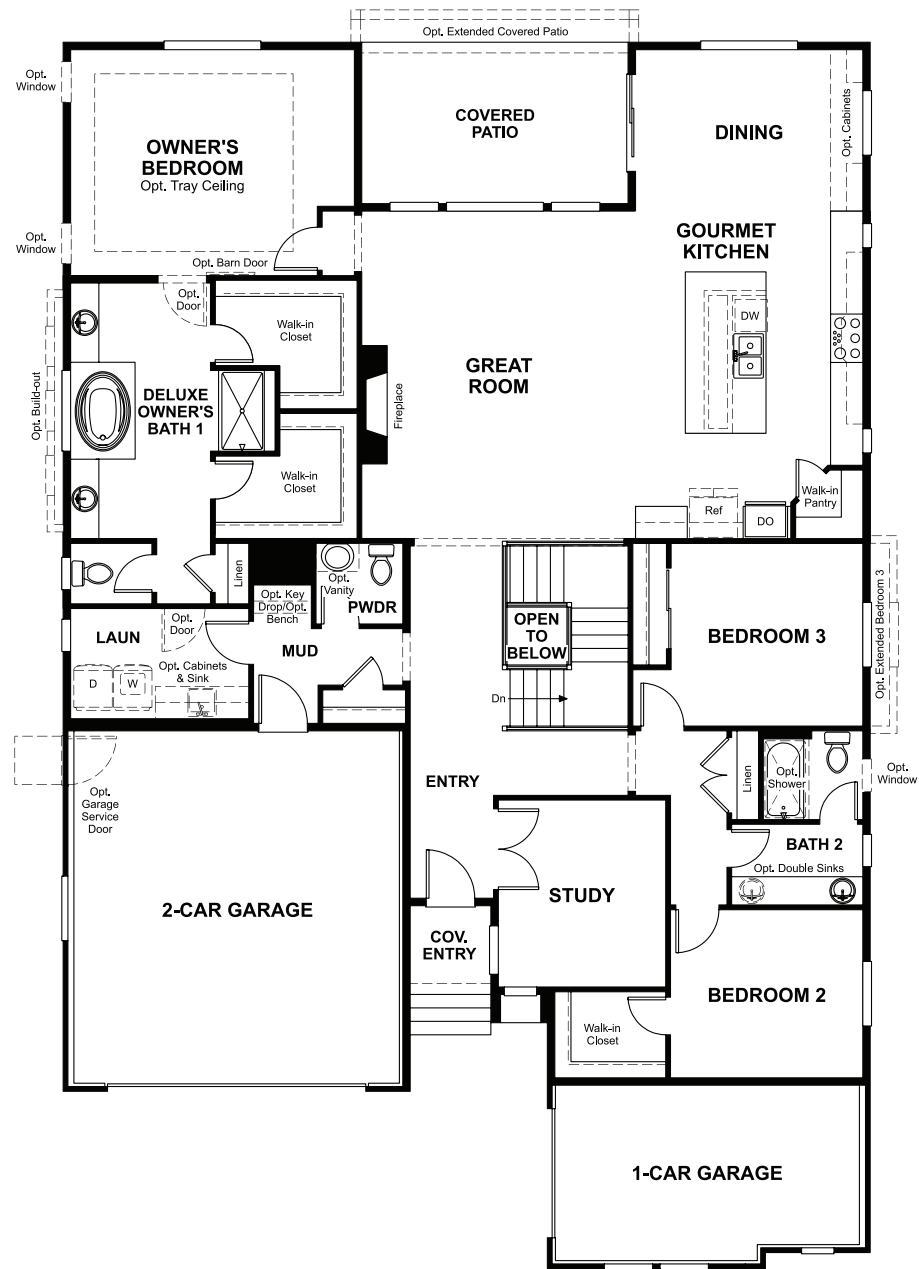 Opt. Extended Covered Patio
Opt.
Window
OWNER'S
BEDROOM
Opt. Tray Ceiling
COVERED
PATIO
DINING
Opt. Cabinets
Opt.
Window
Opt. Barn Door
GOURMET
KITCHEN
Opt.
Door
Walk-in
Closet
DW
Opt. Build-out
DELUXE
OWNER'S
BATH 1
GREAT
ROOM
Fireplace
Walk-in
Closet
Walk-in
Pantry
Ref
DO
Linen
Opt.
Vanity
PWDR
Opt. Key
Drop/Opt.
Bench
LAUN
Opt.
Door
MUD
Opt. Cabinets
& Sink
D
W
OPEN
TO
BELOW
Dn
BEDROOM 3
Opt. Extended Bedroom 3
Opt.
Garage
Service
Door
ENTRY
Linen
Opt.
Shower
Opt.
Window
BATH 2
Opt. Double Sinks
2-CAR GARAGE
STUDY
COV.
ENTRY
BEDROOM 2
Walk-in
Closet
1-CAR GARAGE